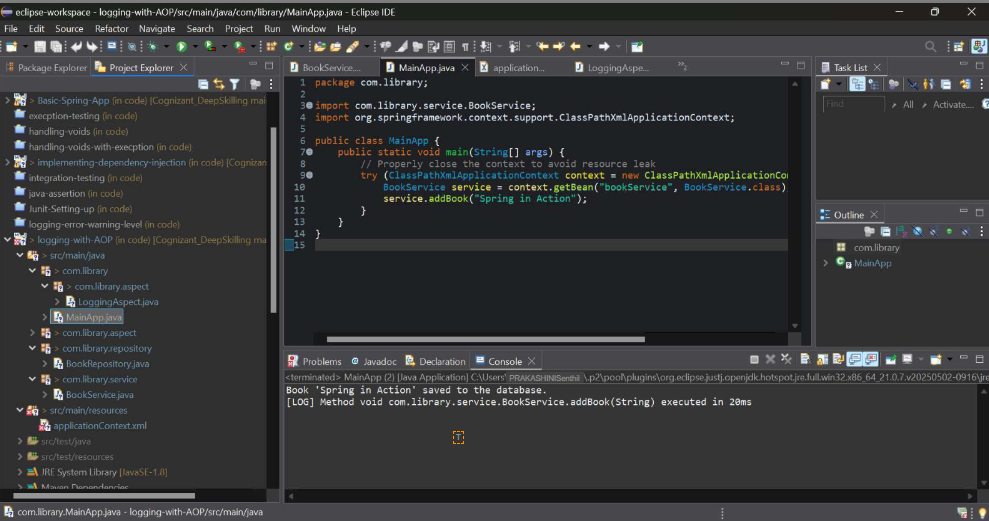 eclipse-workspace - logging-with-AOP/src/main/java/com/library/MainApp.java - Eclipse IDE
File Edit Source Refactor Navigate Search Project Run Window Help
Package Explorer Project Explorer
> Basic-Spring-App (in code) [Cognizant_DeepSkilling mai
execption-testing (in code)
handling-voids (in code)
handling-voids-with-execption (in code)
> implementing-dependency-injection (in code) [Cognizan
integration-testing (in code)
java-assertion (in code)
Junit-Setting-up (in code)
logging-error-warning-level (in code)
> logging-with-AOP (in code) [Cognizant_DeepSkilling ma
> src/main/java
> com.library
> com.library.aspect
LoggingAspect.java
MainApp.java
> com.library.aspect
> com.library.repository
BookRepository.java
> com.library.service
BookService.java
> src/main/resources
applicationContext.xml
src/test/java
src/test/resources
JRE System Library [JavaSE-1.8]
Maven Dependencies
BookService.... MainApp.java application.... LoggingAspe... »2
1 package com.library;
2
3 import com.library.service.BookService;
4 import org.springframework.context.support.ClassPathXmlApplicationContext;
5
6 public class MainApp {
7 public static void main(String[] args) {
8 // Properly close the context to avoid resource leak
9 try (ClassPathXmlApplicationContext context = new ClassPathXmlApplicationCo
10 BookService service = context.getBean("bookService", BookService.class)
11 service.addBook("Spring in Action");
12 }
13 }
14 }
15
Task List
Find All Activate...
Outline
com.library
MainApp
Problems Javadoc Declaration Console
<terminated> MainApp (2) [Java Application] C:\Users\PRAKASHINISenthil\.p2\pool\plugins\org.eclipse.justj.openjdk.hotspot.jre.full.win32.x86_64_21.0.7.v20250502-0916\jre
Book 'Spring in Action' saved to the database.
[LOG] Method void com.library.service.BookService.addBook(String) executed in 20ms
com.library.MainApp.java - logging-with-AOP/src/main/java